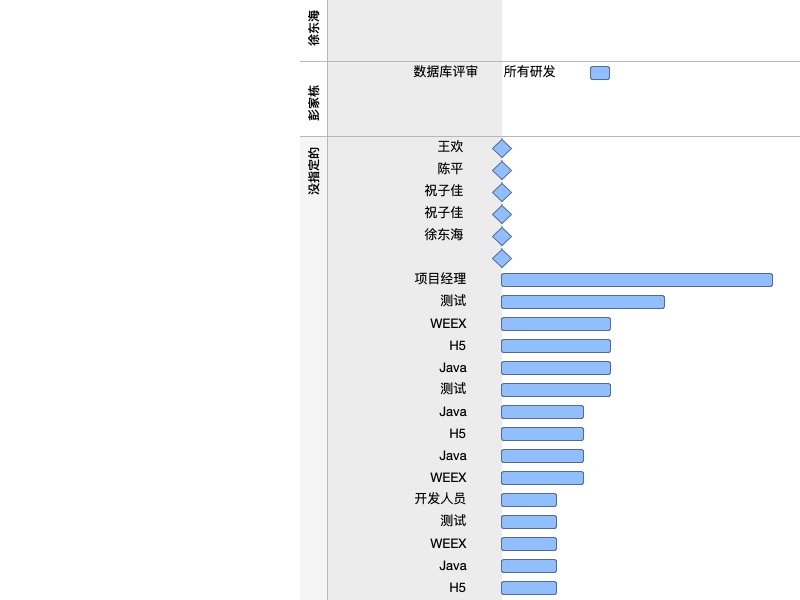 徐东海
数据库评审 所有研发
彭家栋
没指定的
王欢
陈平
祝子佳
祝子佳
徐东海
项目经理
测试
WEEX
H5
Java
测试
Java
H5
Java
WEEX
开发人员
测试
WEEX
Java
H5